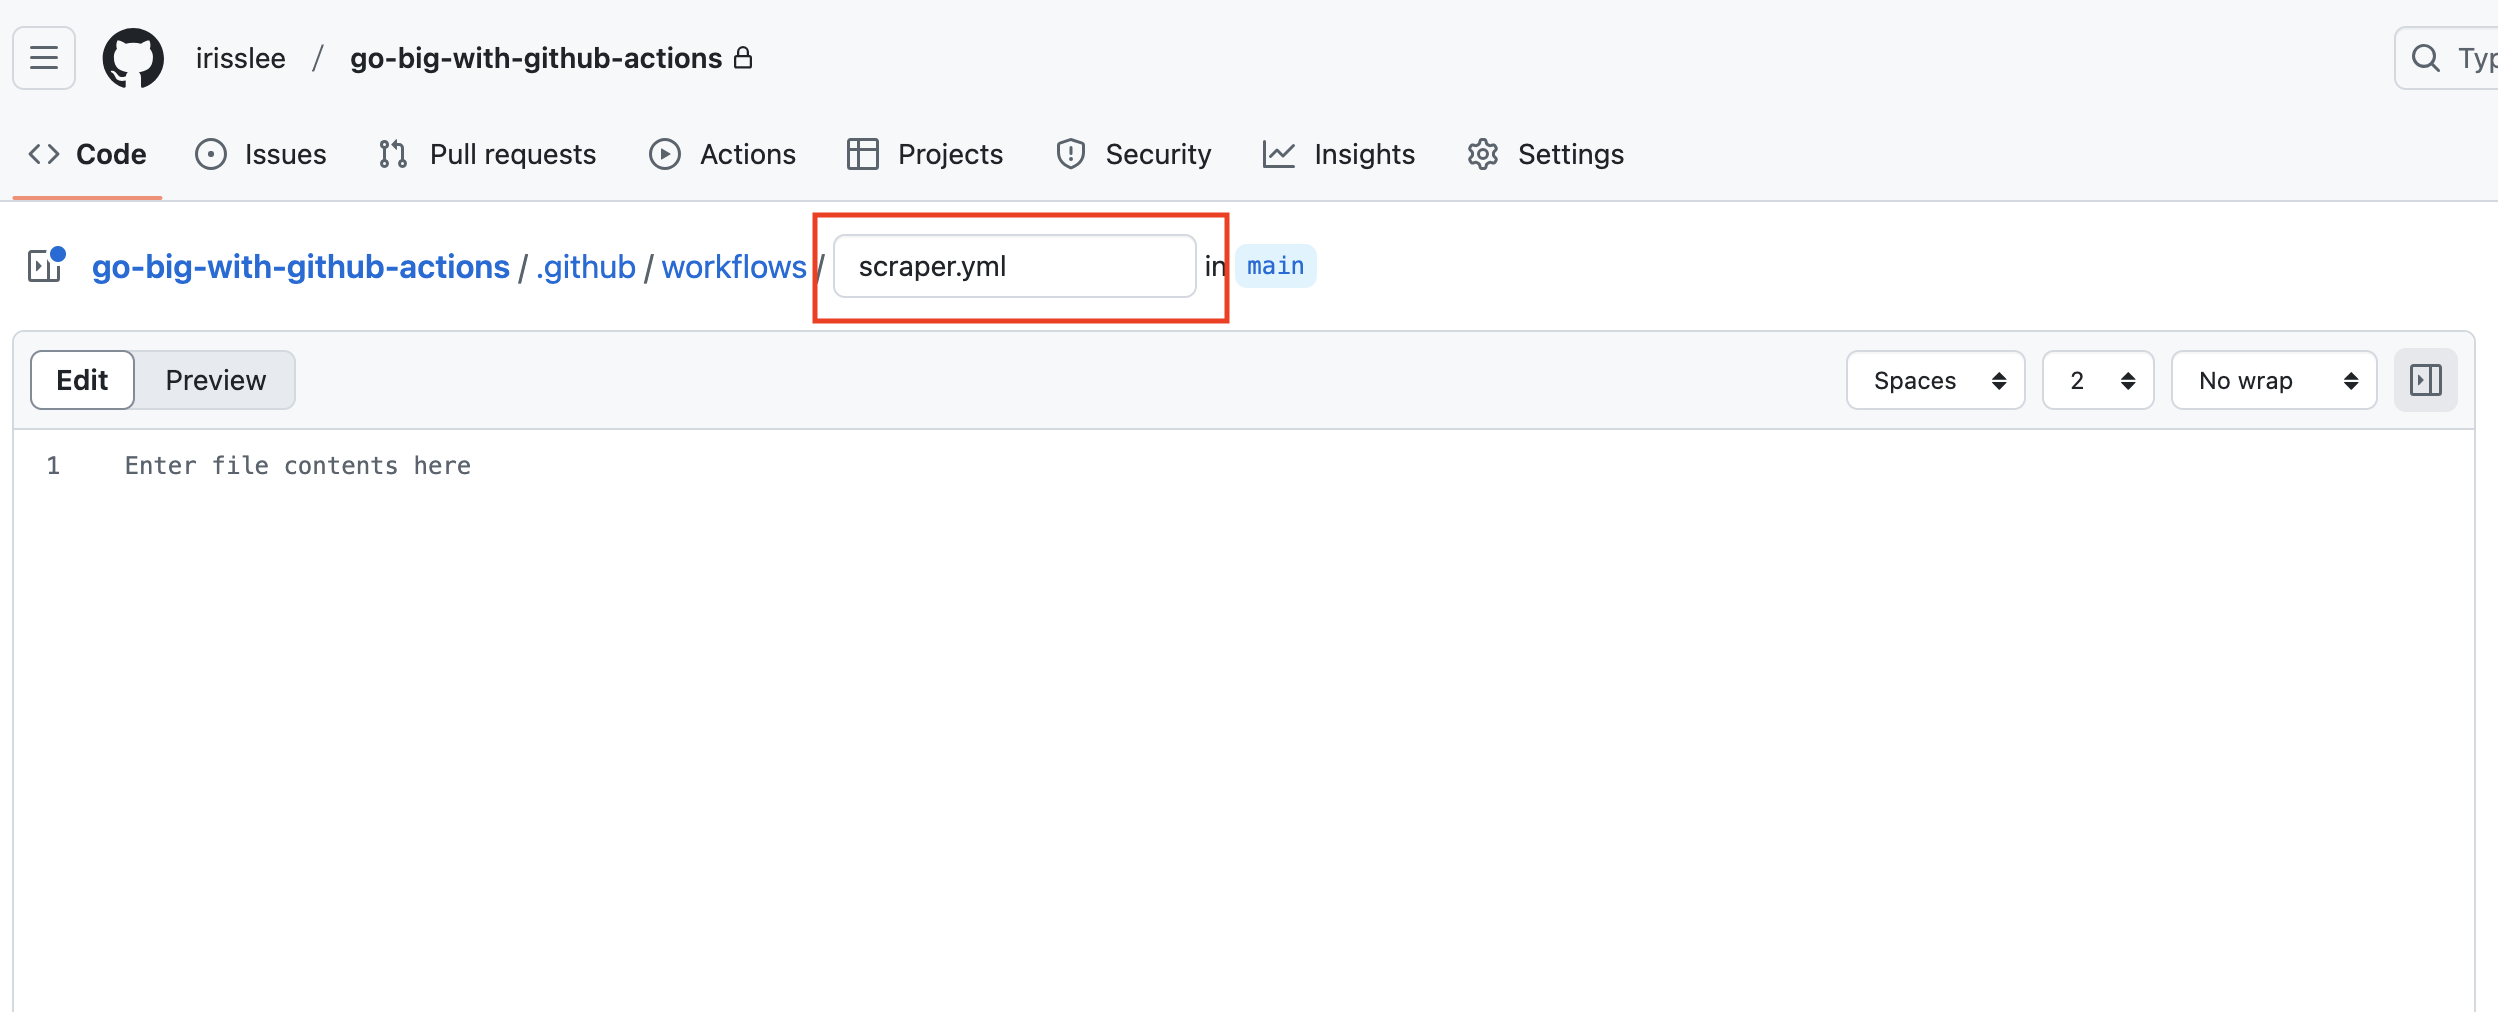 irisslee / go-big-with-github-actions
Typ
Code Issues Pull requests Actions Projects Security Insights Settings
go-big-with-github-actions / .github / workflows / scraper.yml in main
Edit Preview Spaces 2 No wrap
1 Enter file contents here